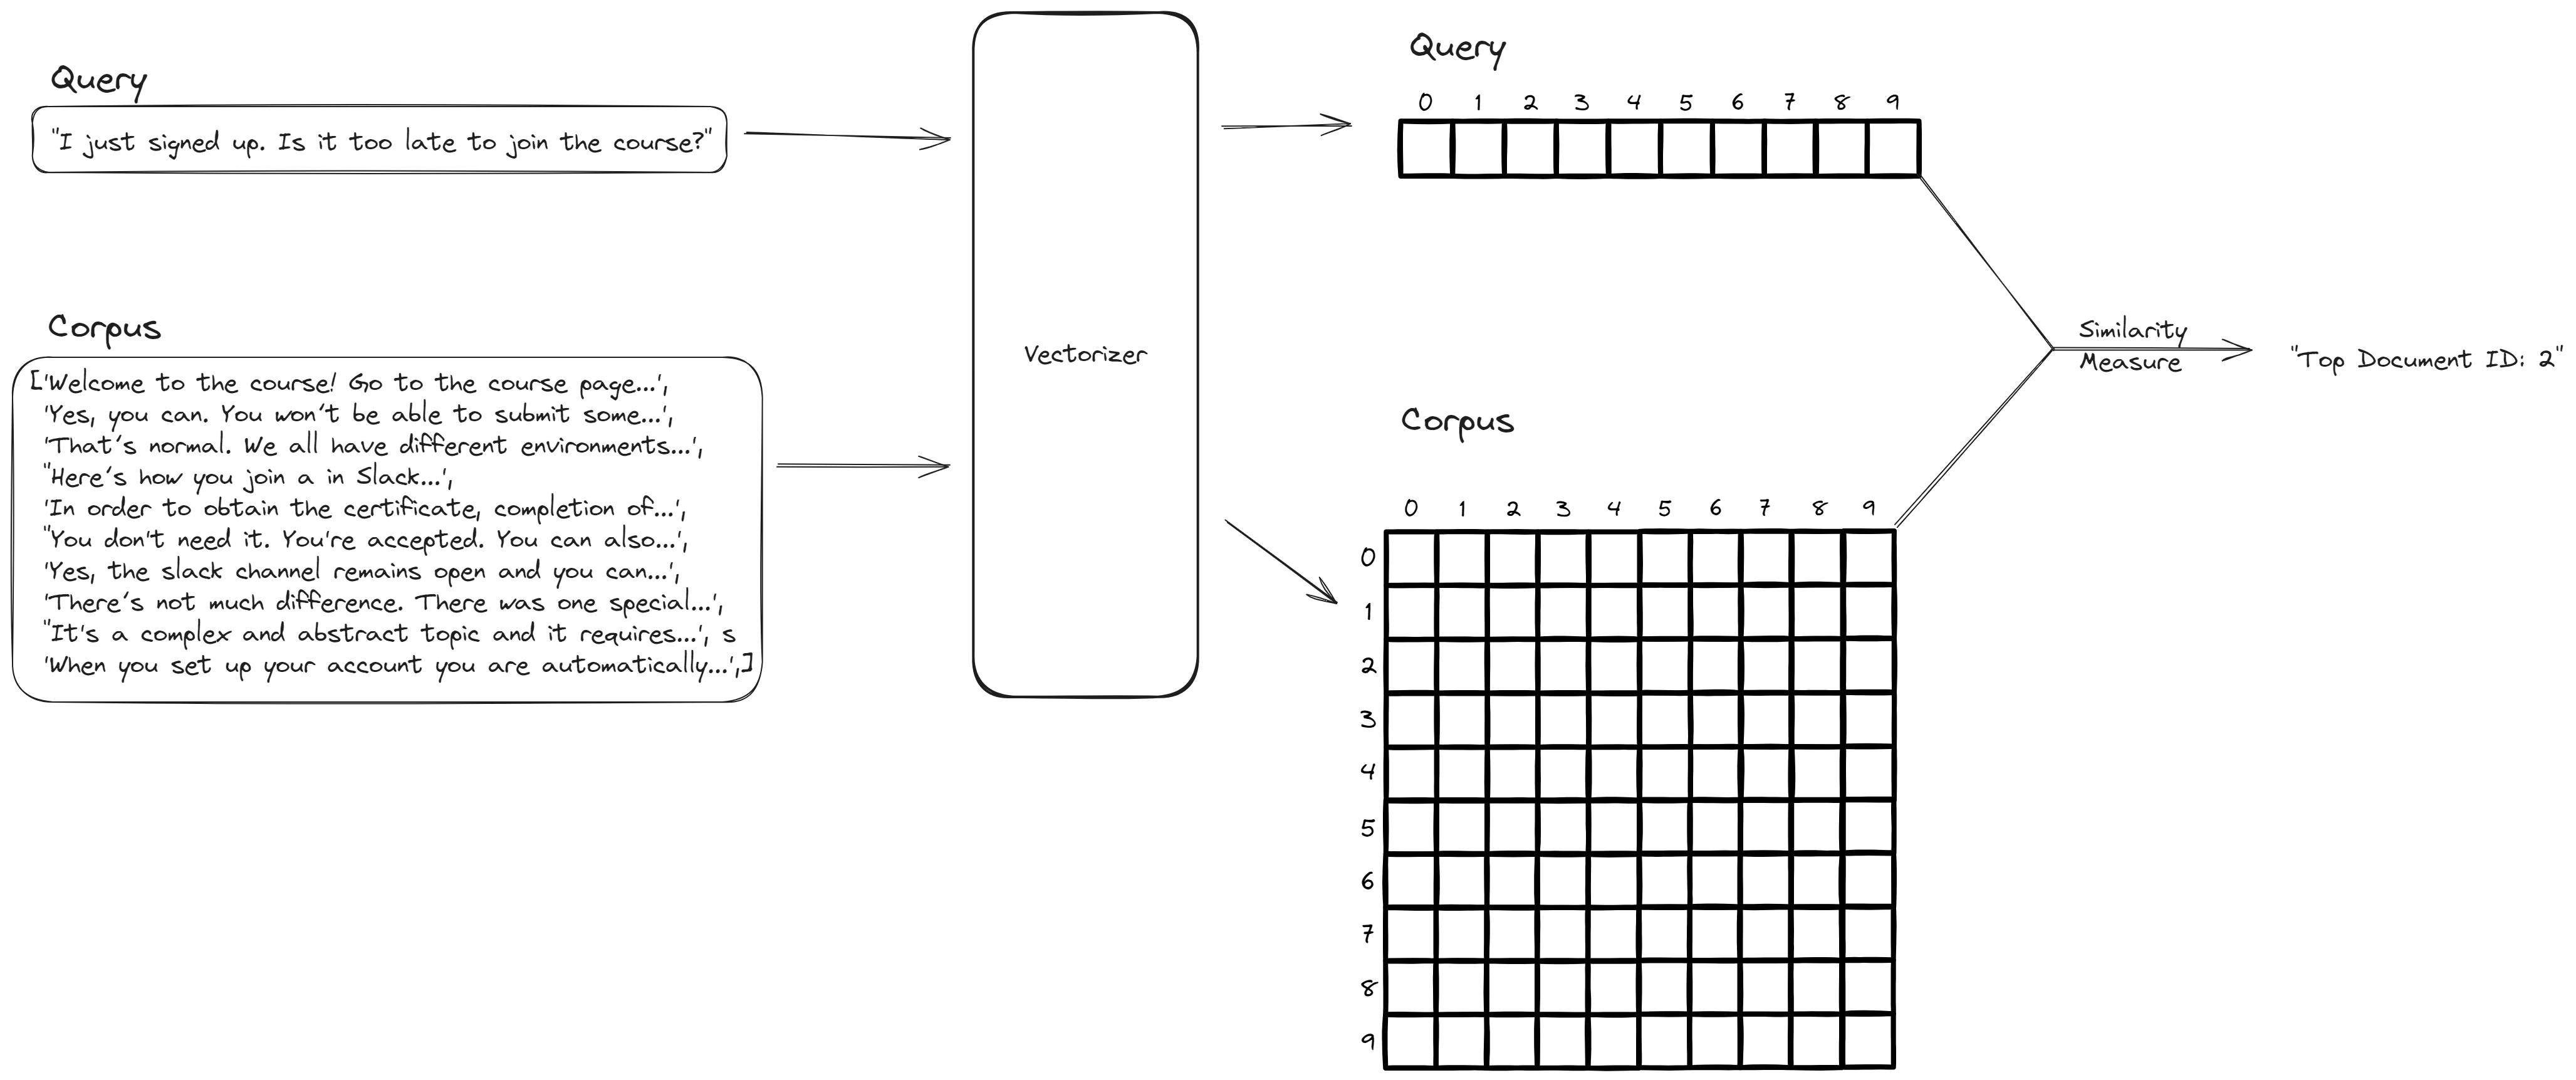 Query
"I just signed up. Is it too late to join the course?"
Corpus
['Welcome to the course! Go to the course page...',
'Yes, you can. You won't be able to submit some...',
'That's normal. We all have different environments...',
"Here's how you join a in Slack...',
'In order to obtain the certificate, completion of...',
"You don't need it. You're accepted. You can also...',
'Yes, the slack channel remains open and you can...',
'There's not much difference. There was one special...',
"It's a complex and abstract topic and it requires...', s
'When you set up your account you are automatically...',]
Vectorizer
Query
0 1 2 3 4 5 6 7 8 9
Corpus
0 1 2 3 4 5 6 7 8 9
0
1
2
3
4
5
6
7
8
9
Similarity
Measure
"Top Document ID: 2"